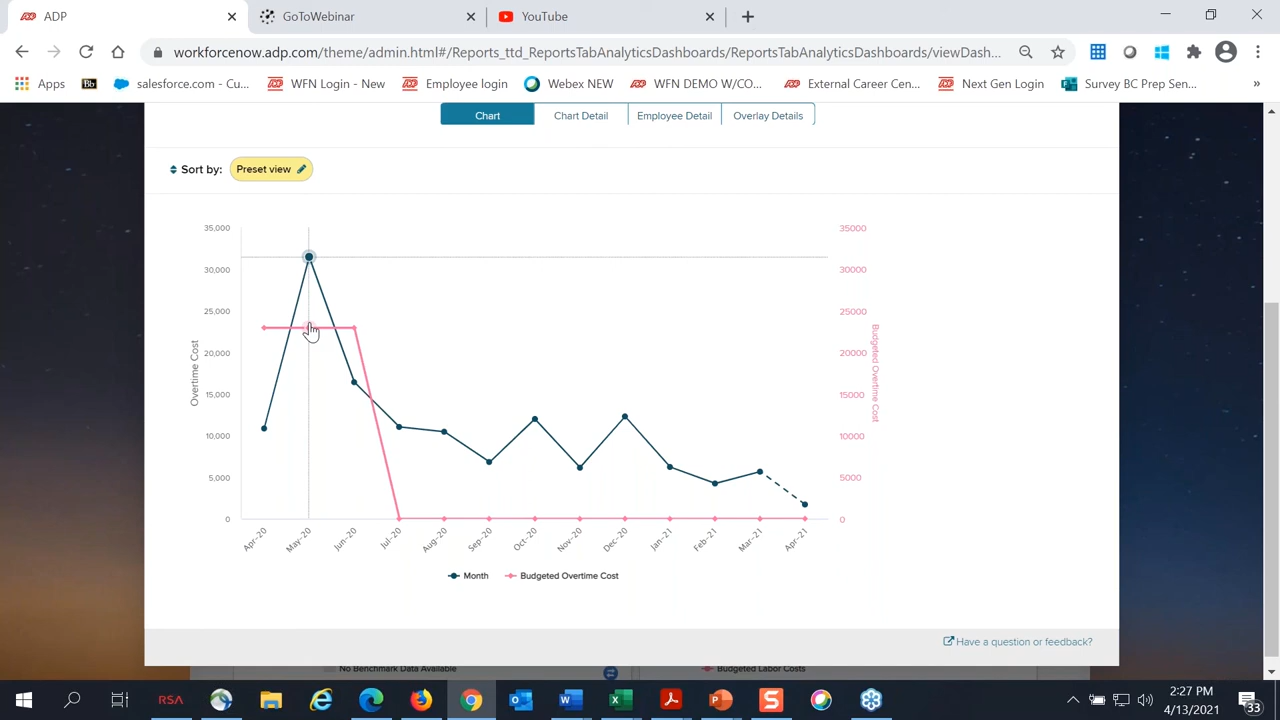 ADP
GoToWebinar
YouTube
workforcenow.adp.com/theme/admin.html#/Reports_ttd_ReportsTabAnalyticsDashboards/ReportsTabAnalyticsDashboards/viewDash...
Apps
Bb
salesforce.com - Cu...
WFN Login - New
Employee login
Webex NEW
WFN DEMO W/CO...
External Career Cen...
Next Gen Login
Survey BC Prep Sen...
»
Chart
Chart Detail
Employee Detail
Overlay Details
Sort by:
Preset view
35,000
30,000
25,000
20,000
15,000
10,000
5,000
0
Overtime Cost
35000
30000
25000
20000
15000
10000
5000
0
Budgeted Overtime Cost
Apr-20
May-20
Jun-20
Jul-20
Aug-20
Sep-20
Oct-20
Nov-20
Dec-20
Jan-21
Feb-21
Mar-21
Apr-21
Month
Budgeted Overtime Cost
Have a question or feedback?
No Benchmark Data Available
Budgeted Labor Costs
RSA
2:27 PM
4/13/2021
33